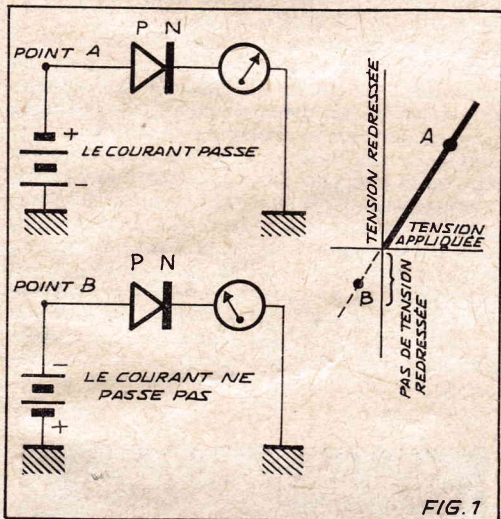 P N
POINT A
+
LE COURANT PASSE
-
P N
POINT B
-
LE COURANT NE
PASSE PAS
+
TENSION REDRESSÉE
A
TENSION
APPLIQUÉE
B
PAS DE TENSION
REDRESSÉE
FIG.1